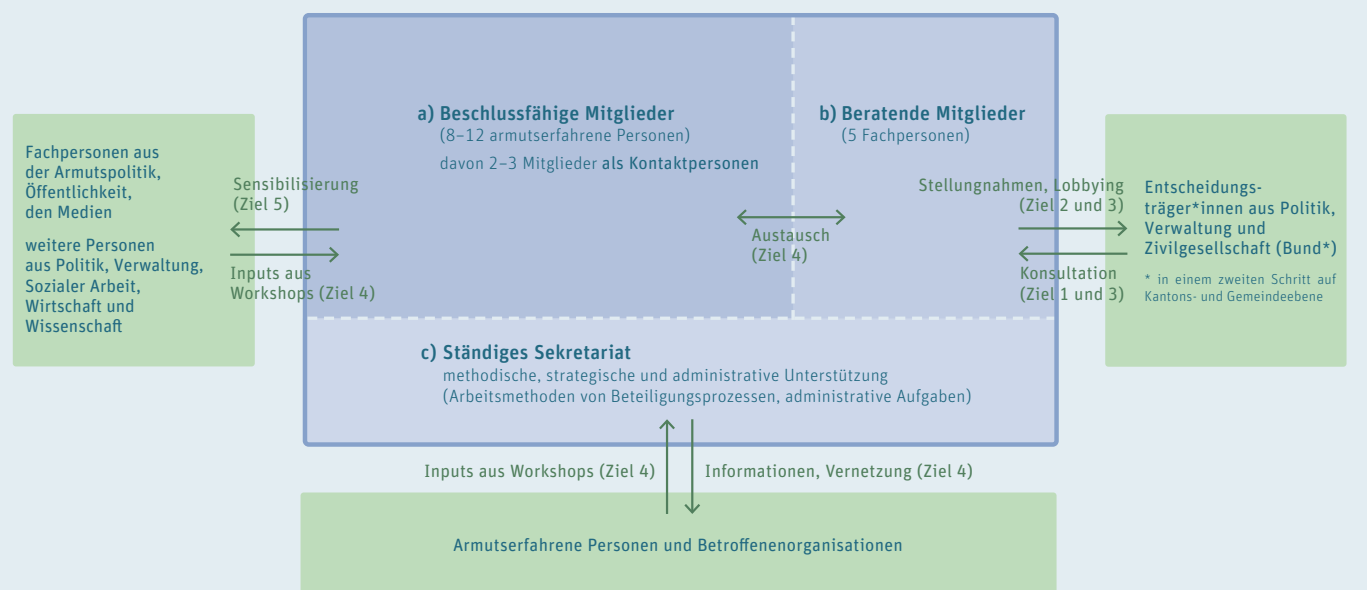 a) Beschlussfähige Mitglieder
(8–12 armutserfahrene Personen)
davon 2–3 Mitglieder als Kontaktpersonen
b) Beratende Mitglieder
(5 Fachpersonen)
Fachpersonen aus
der Armutspolitik,
Öffentlichkeit,
den Medien
weitere Personen
aus Politik, Verwaltung,
Sozialer Arbeit,
Wirtschaft und
Wissenschaft
Sensibilisierung
(Ziel 5)
Inputs aus
Workshops (Ziel 4)
Austausch
(Ziel 4)
Stellungnahmen, Lobbying
(Ziel 2 und 3)
Konsultation
(Ziel 1 und 3)
Entscheidungs-
träger*innen aus Politik,
Verwaltung und
Zivilgesellschaft (Bund*)
* in einem zweiten Schritt auf
Kantons- und Gemeindeebene
c) Ständiges Sekretariat
methodische, strategische und administrative Unterstützung
(Arbeitsmethoden von Beteiligungsprozessen, administrative Aufgaben)
Inputs aus Workshops (Ziel 4)
Informationen, Vernetzung (Ziel 4)
Armutserfahrene Personen und Betroffenenorganisationen